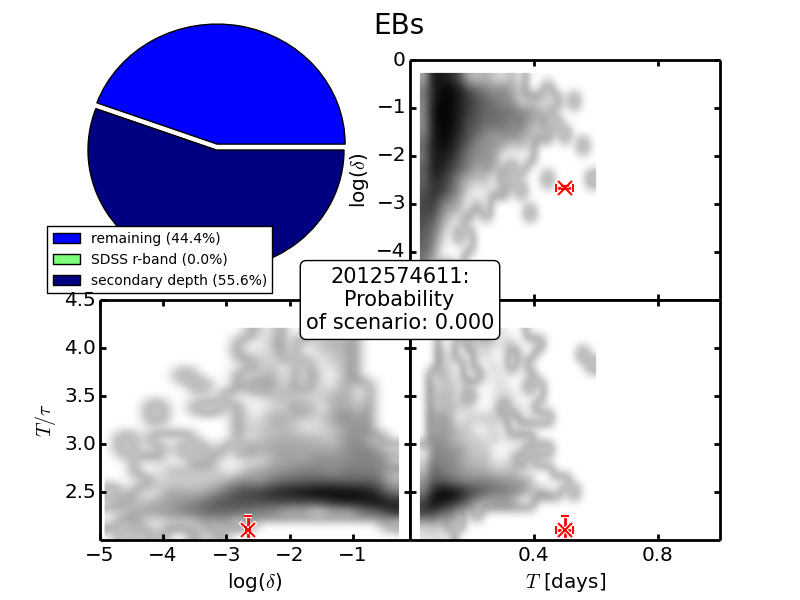 EBs
remaining (44.4%)
SDSS r-band (0.0%)
secondary depth (55.6%)
0
−1
−2
−3
−4
log(δ)
2012574611:
Probability
of scenario: 0.000
4.5
4.0
3.5
3.0
2.5
T/τ
−5 −4 −3 −2 −1
0.4 0.8
log(δ)
T [days]